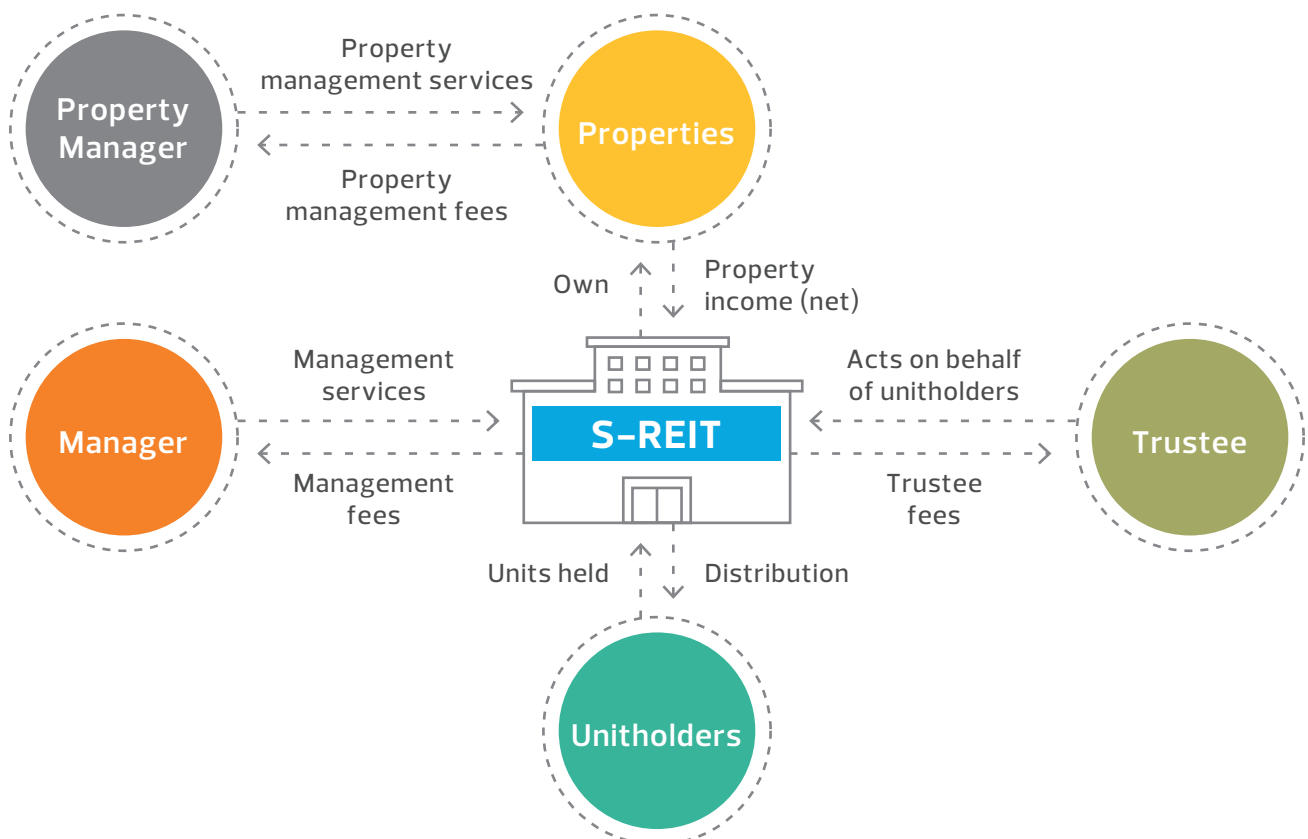 Property
management services
Property
Manager
Properties
Property
management fees
Own
Property
income (net)
Management
services
Acts on behalf
of unitholders
Manager
S-REIT
Trustee
Management
fees
Trustee
fees
Units held
Distribution
Unitholders